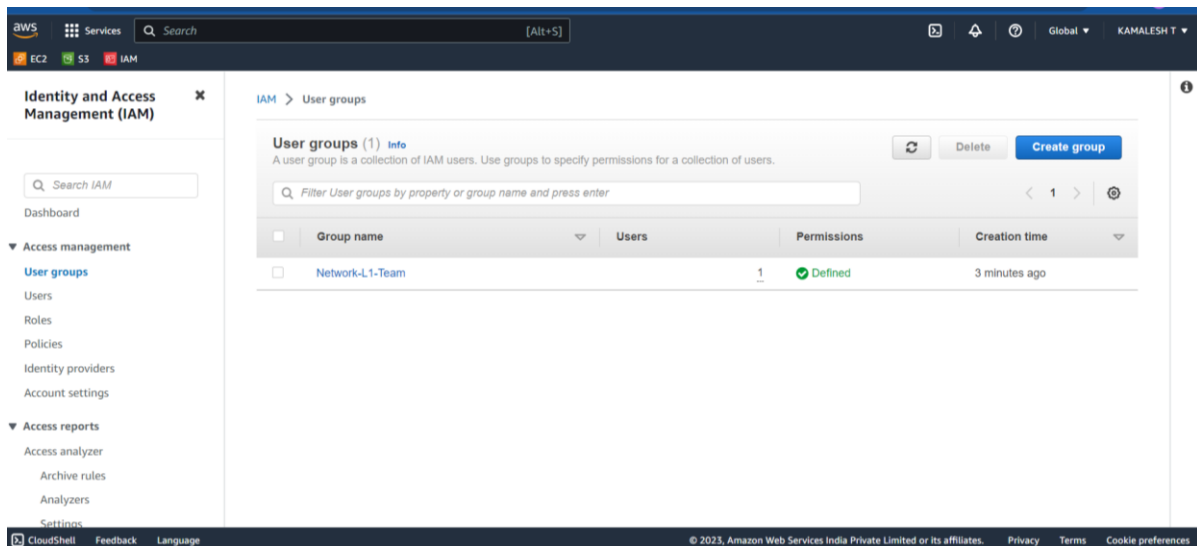 aws Services Search [Alt+S] Global KAMALESH T
EC2 S3 IAM
Identity and Access
Management (IAM)
Search IAM
Dashboard
Access management
User groups
Users
Roles
Policies
Identity providers
Account settings
Access reports
Access analyzer
Archive rules
Analyzers
Settings
IAM > User groups
User groups (1) Info
A user group is a collection of IAM users. Use groups to specify permissions for a collection of users.
Delete Create group
Filter User groups by property or group name and press enter
< 1 >
Group name Users Permissions Creation time
Network-L1-Team 1 Defined 3 minutes ago
CloudShell Feedback Language © 2023, Amazon Web Services India Private Limited or its affiliates. Privacy Terms Cookie preferences